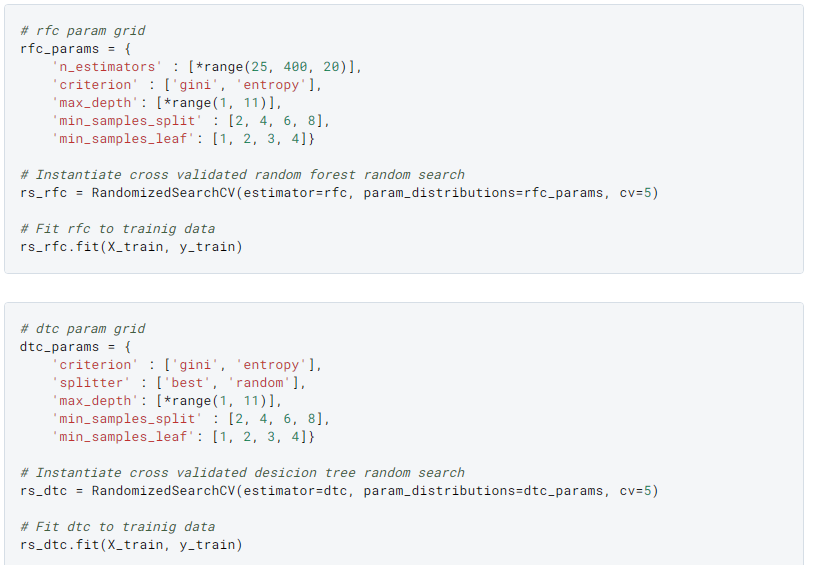 # rfc param grid
rfc_params = {
    'n_estimators' : [*range(25, 400, 20)],
    'criterion' : ['gini', 'entropy'],
    'max_depth': [*range(1, 11)],
    'min_samples_split' : [2, 4, 6, 8],
    'min_samples_leaf': [1, 2, 3, 4]}
# Instantiate cross validated random forest random search
rs_rfc = RandomizedSearchCV(estimator=rfc, param_distributions=rfc_params, cv=5)
# Fit rfc to trainig data
rs_rfc.fit(X_train, y_train)
# dtc param grid
dtc_params = {
    'criterion' : ['gini', 'entropy'],
    'splitter' : ['best', 'random'],
    'max_depth': [*range(1, 11)],
    'min_samples_split' : [2, 4, 6, 8],
    'min_samples_leaf': [1, 2, 3, 4]}
# Instantiate cross validated desicion tree random search
rs_dtc = RandomizedSearchCV(estimator=dtc, param_distributions=dtc_params, cv=5)
# Fit dtc to trainig data
rs_dtc.fit(X_train, y_train)